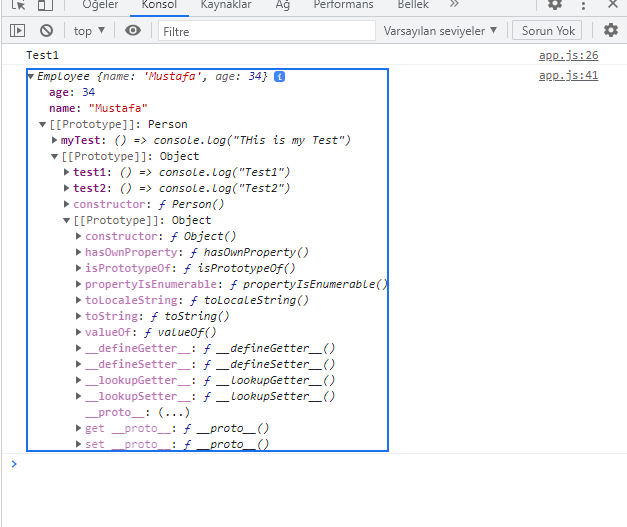 Öğeler Konsol Kaynaklar Ağ Performans Bellek »
top ▾ Filtre Varsayılan seviyeler ▾ Sorun Yok
Test1 app.js:26
▼Employee {name: 'Mustafa', age: 34} i app.js:41
age: 34
name: "Mustafa"
▼[[Prototype]]: Person
▶myTest: () => console.log("THis is my Test")
▼[[Prototype]]: Object
▶test1: () => console.log("Test1")
▶test2: () => console.log("Test2")
▶constructor: ƒ Person()
▼[[Prototype]]: Object
▶constructor: ƒ Object()
▶hasOwnProperty: ƒ hasOwnProperty()
▶isPrototypeOf: ƒ isPrototypeOf()
▶propertyIsEnumerable: ƒ propertyIsEnumerable()
▶toLocaleString: ƒ toLocaleString()
▶toString: ƒ toString()
▶valueOf: ƒ valueOf()
▶__defineGetter__: ƒ __defineGetter__()
▶__defineSetter__: ƒ __defineSetter__()
▶__lookupGetter__: ƒ __lookupGetter__()
▶__lookupSetter__: ƒ __lookupSetter__()
__proto__: (...)
▶get __proto__: ƒ __proto__()
▶set __proto__: ƒ __proto__()
>